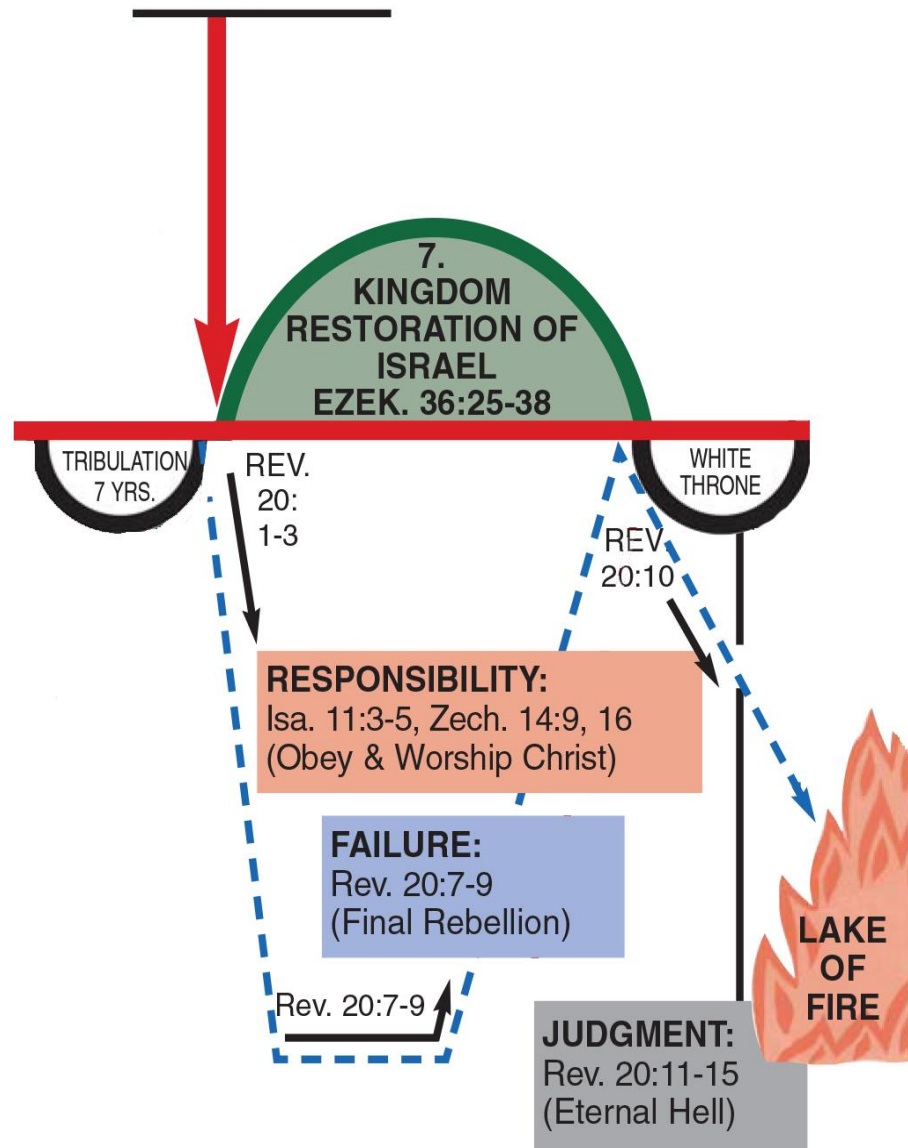 7.
KINGDOM
RESTORATION OF
ISRAEL
EZEK. 36:25-38
TRIBULATION
7 YRS.
REV.
20:
1-3
WHITE
THRONE
REV.
20:10
RESPONSIBILITY:
Isa. 11:3-5, Zech. 14:9, 16
(Obey & Worship Christ)
FAILURE:
Rev. 20:7-9
(Final Rebellion)
Rev. 20:7-9
LAKE
OF
FIRE
JUDGMENT:
Rev. 20:11-15
(Eternal Hell)